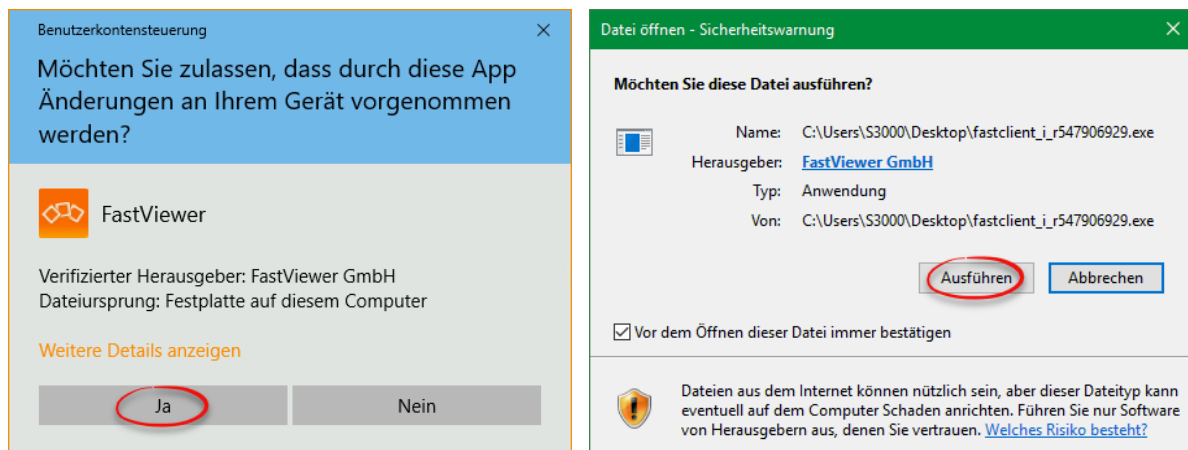 Benutzerkontensteuerung
Möchten Sie zulassen, dass durch diese App
Änderungen an Ihrem Gerät vorgenommen
werden?
FastViewer
Verifizierter Herausgeber: FastViewer GmbH
Dateiursprung: Festplatte auf diesem Computer
Weitere Details anzeigen
Ja
Nein
Datei öffnen - Sicherheitswarnung
Möchten Sie diese Datei ausführen?
Name: C:\Users\S3000\Desktop\fastclient_i_r547906929.exe
Herausgeber: FastViewer GmbH
Typ: Anwendung
Von: C:\Users\S3000\Desktop\fastclient_i_r547906929.exe
Ausführen
Abbrechen
Vor dem Öffnen dieser Datei immer bestätigen
Dateien aus dem Internet können nützlich sein, aber dieser Dateityp kann
eventuell auf dem Computer Schaden anrichten. Führen Sie nur Software
von Herausgebern aus, denen Sie vertrauen. Welches Risiko besteht?